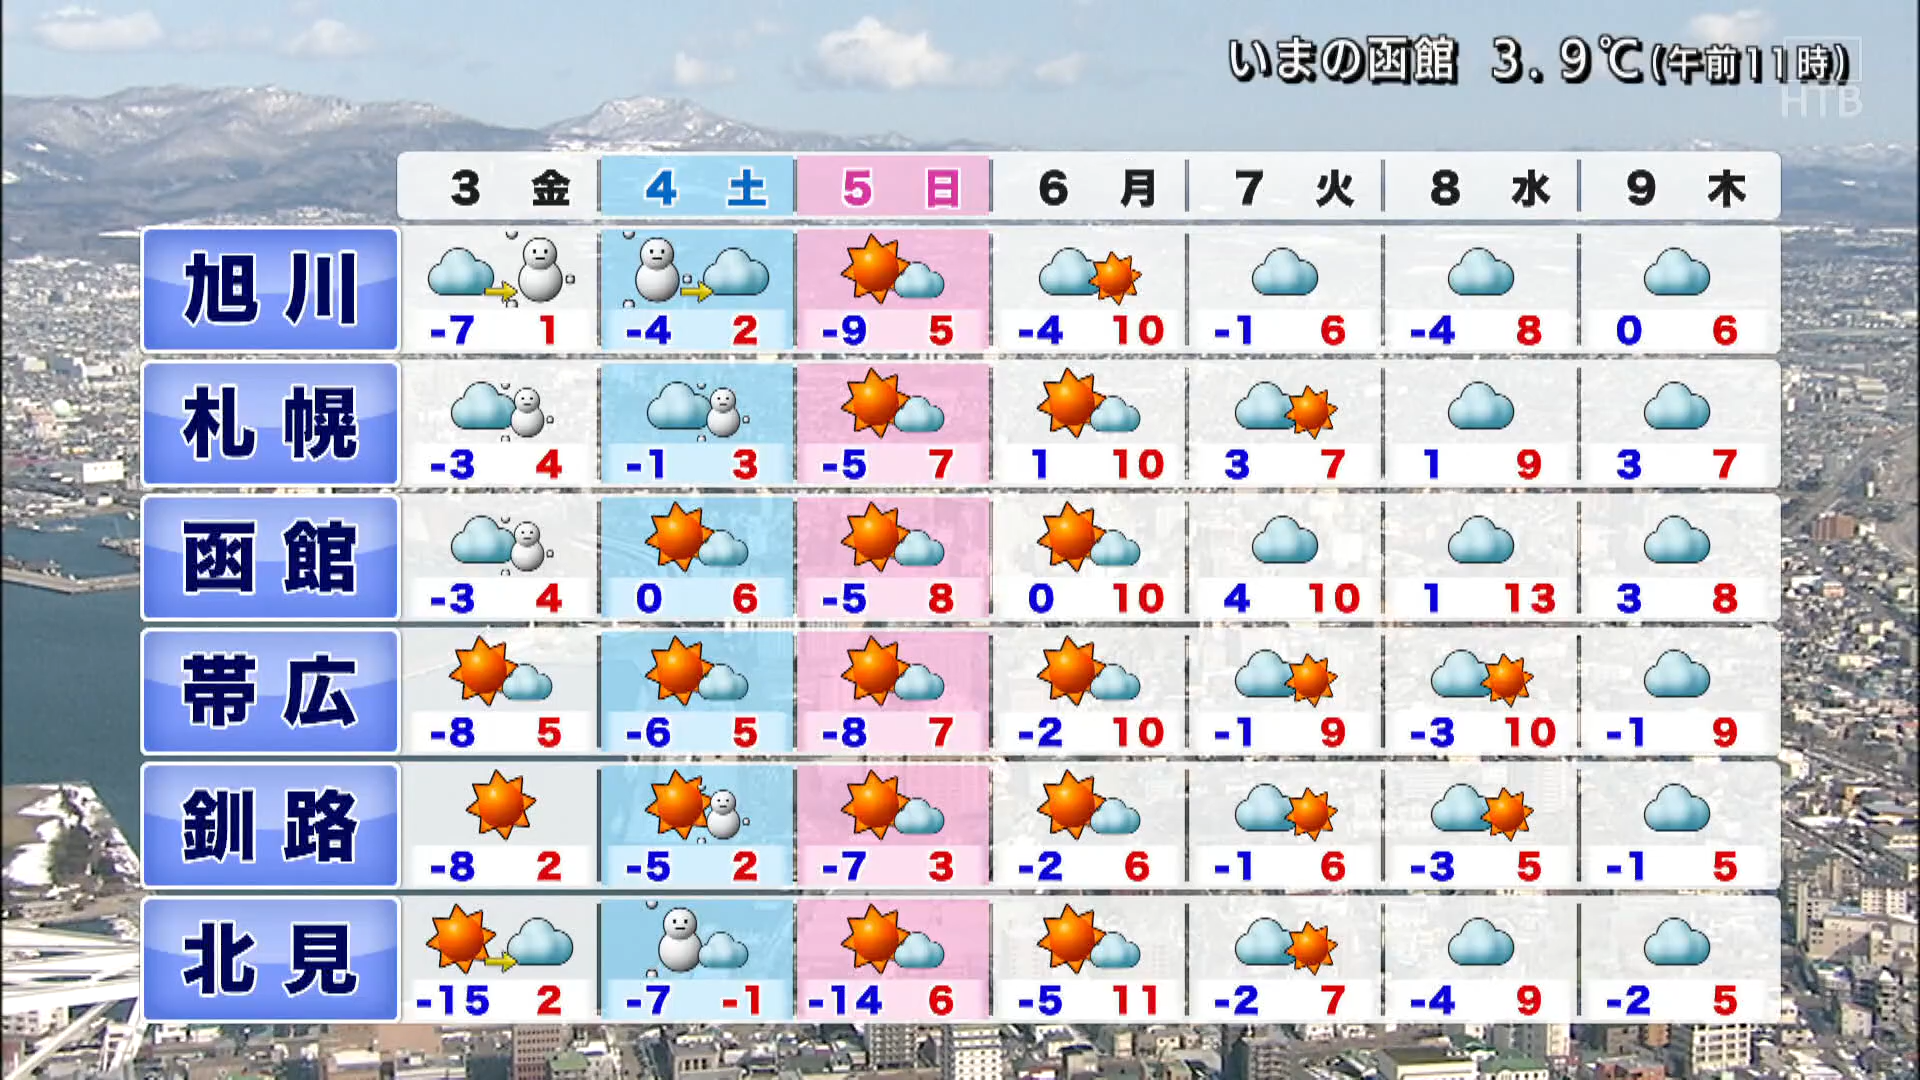 いまの函館 3.9℃(午前11時)
HTB
3 金 4 土 5 日 6 月 7 火 8 水 9 木
旭川
-7 1 -4 2 -9 5 -4 10 -1 6 -4 8 0 6
札幌
-3 4 -1 3 -5 7 1 10 3 7 1 9 3 7
函館
-3 4 0 6 -5 8 0 10 4 10 1 13 3 8
帯広
-8 5 -6 5 -8 7 -2 10 -1 9 -3 10 -1 9
釧路
-8 2 -5 2 -7 3 -2 6 -1 6 -3 5 -1 5
北見
-15 2 -7 -1 -14 6 -5 11 -2 7 -4 9 -2 5